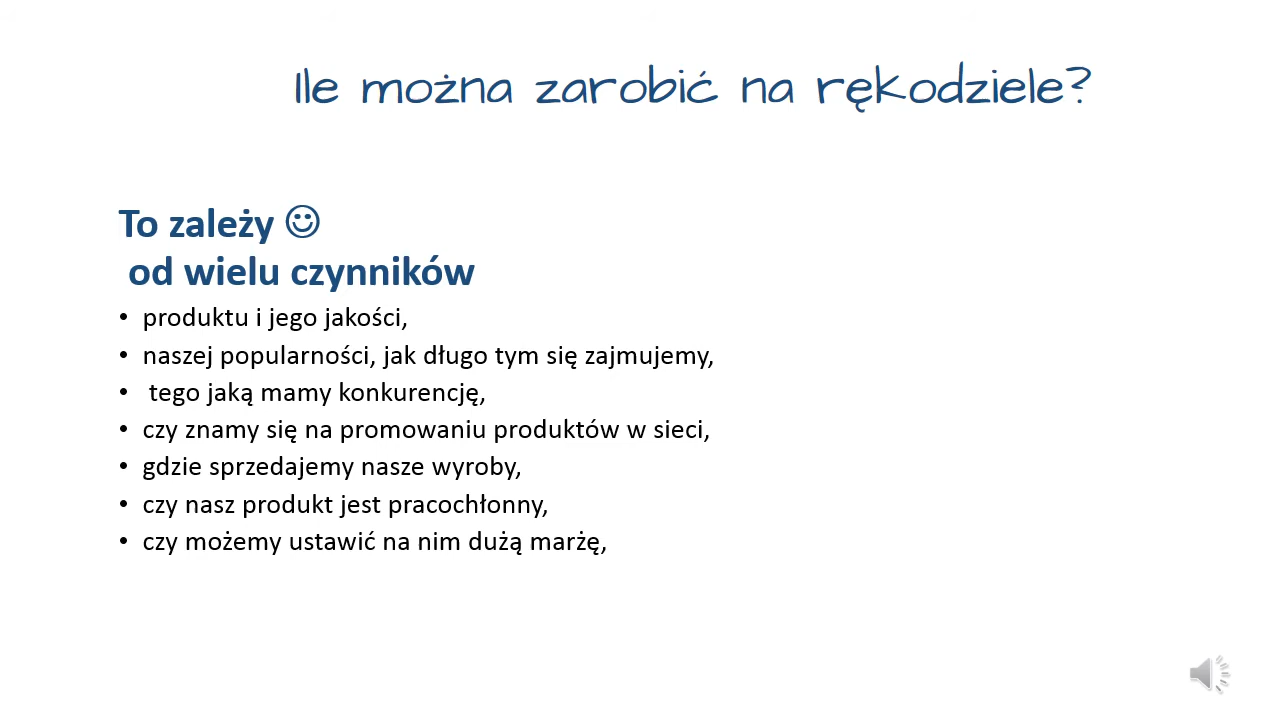 Ile można zarobić na rękodziele?
To zależy ☺
od wielu czynników
• produktu i jego jakości,
• naszej popularności, jak długo tym się zajmujemy,
• tego jaką mamy konkurencję,
• czy znamy się na promowaniu produktów w sieci,
• gdzie sprzedajemy nasze wyroby,
• czy nasz produkt jest pracochłonny,
• czy możemy ustawić na nim dużą marżę,